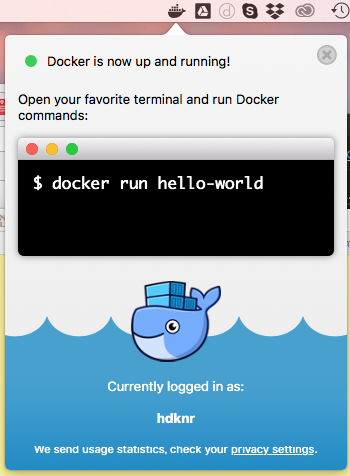 Docker is now up and running!
Open your favorite terminal and run Docker
commands:
$ docker run hello-world
Currently logged in as:
hdknr
We send usage statistics, check your privacy settings.